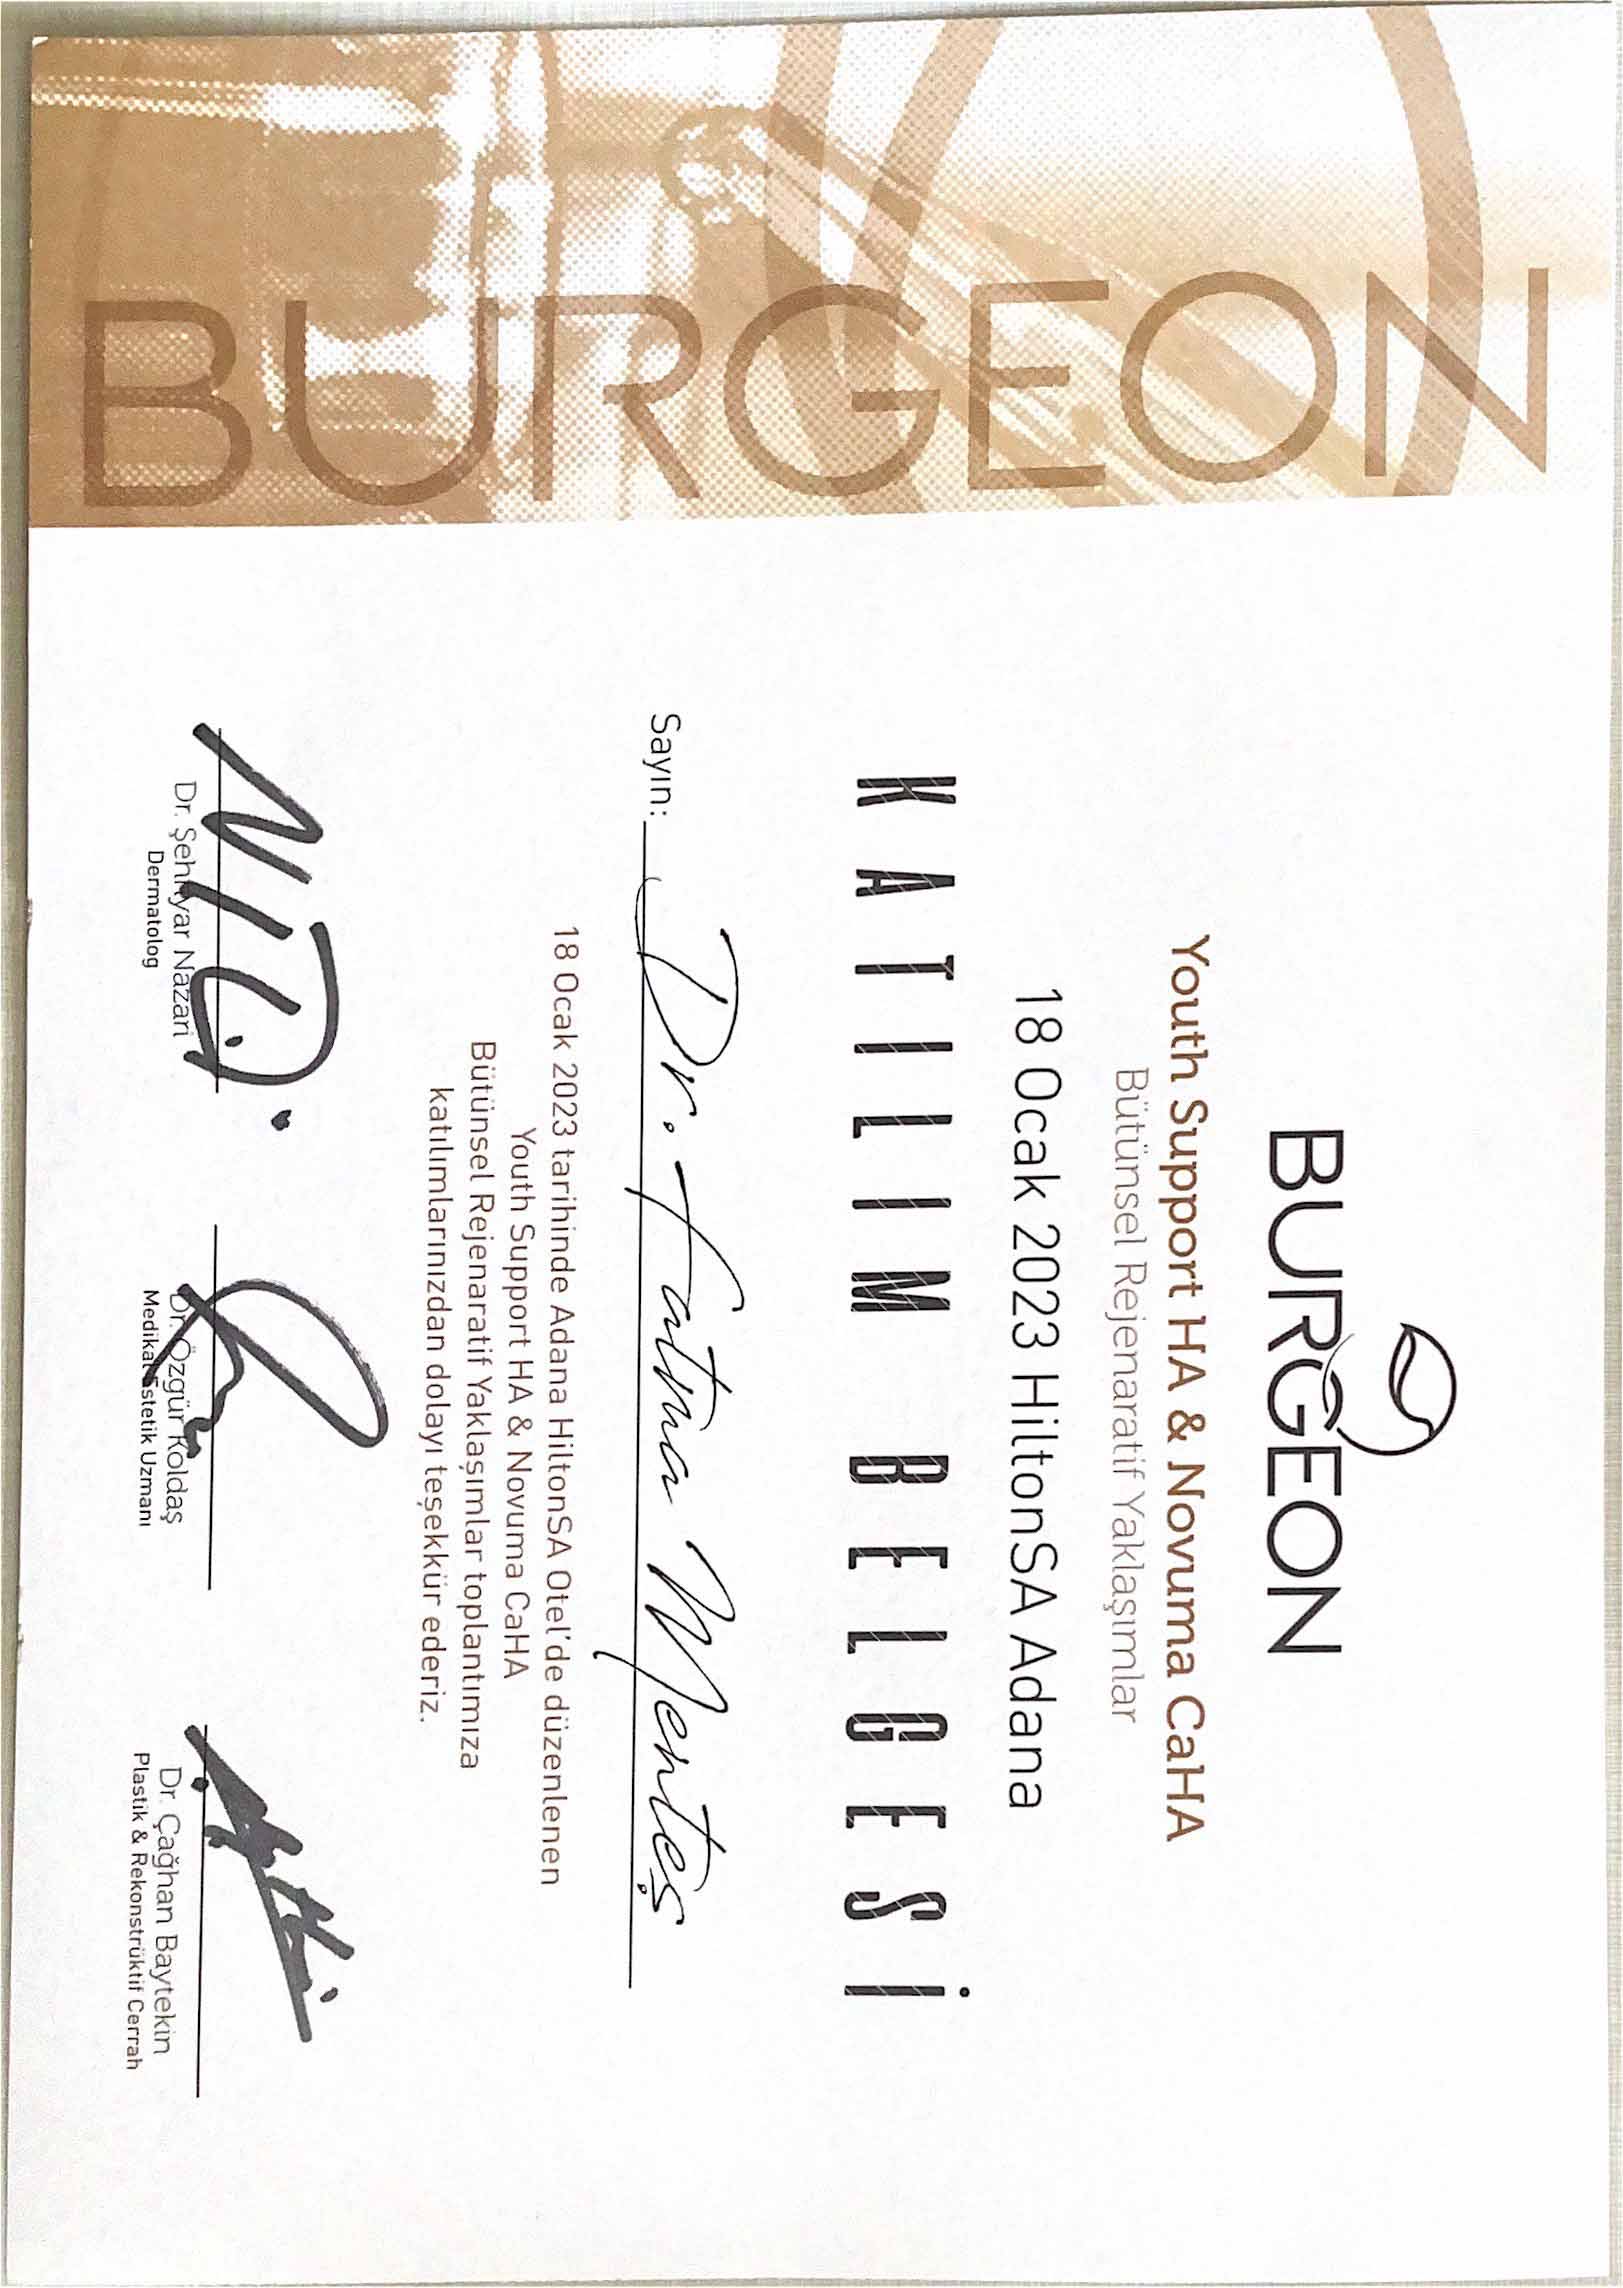 BURGEON
BURGEON
Youth Support HA & Novuma CaHA
Bütünsel Rejenaratif Yaklaşımlar
18 Ocak 2023 HiltonSA Adana
KATILIM BELGESİ
Sayın: Dr. Fatma Menteş
18 Ocak 2023 tarihinde Adana HiltonSA Otel'de düzenlenen
Youth Support HA & Novuma CaHA
Bütünsel Rejenaratif Yaklaşımlar toplantımıza
katılımlarınızdan dolayı teşekkür ederiz.
Dr. Şehriyar Nazari
Dermatolog
Dr. Özgür Koldaş
Medikal Estetik Uzmanı
Dr. Çağhan Baytekin
Plastik & Rekonstrüktif Cerrah